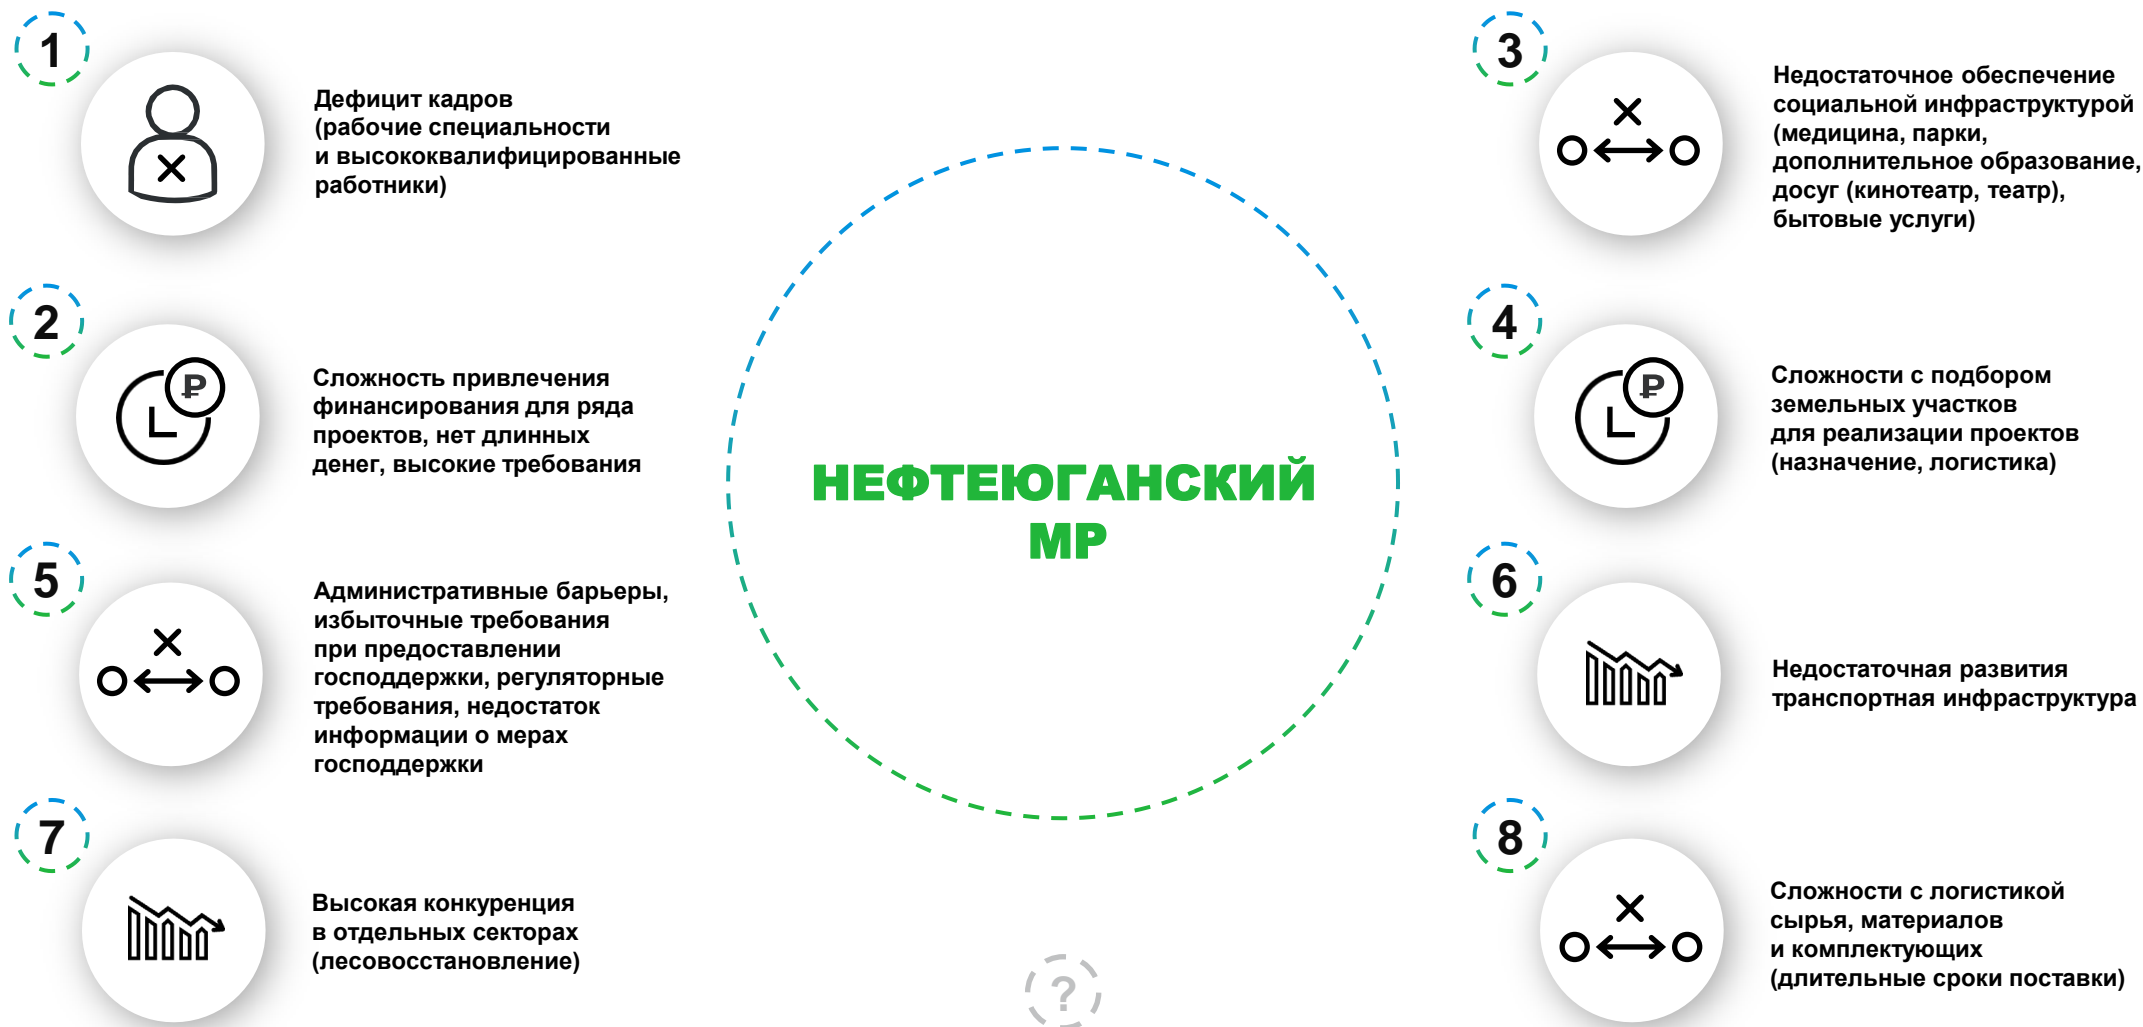 1
Дефицит кадров
(рабочие специальности
и высококвалифицированные
работники)
2
Сложность привлечения
финансирования для ряда
проектов, нет длинных
денег, высокие требования
3
Недостаточное обеспечение
социальной инфраструктурой
(медицина, парки,
дополнительное образование,
досуг (кинотеатр, театр),
бытовые услуги)
4
Сложности с подбором
земельных участков
для реализации проектов
(назначение, логистика)
НЕФТЕЮГАНСКИЙ
МР
5
Административные барьеры,
избыточные требования
при предоставлении
господдержки, регуляторные
требования, недостаток
информации о мерах
господдержки
6
Недостаточная развития
транспортная инфраструктура
7
Высокая конкуренция
в отдельных секторах
(лесовосстановление)
8
Сложности с логистикой
сырья, материалов
и комплектующих
(длительные сроки поставки)
?
₽
₽